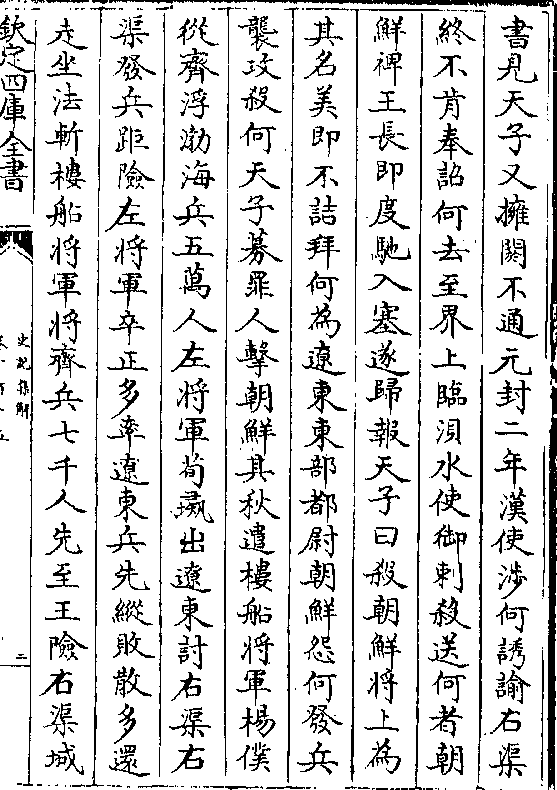 書見天子又擁閼不通元封二年漢使涉何誘諭右渠
終不肯奉詔何去至界上臨浿水使御刺殺送何者朝
鮮裨王長即度馳入塞遂歸報天子曰殺朝鮮將上為
其名美即不詰拜何為遼東東部都尉朝鮮怨何發兵
襲攻殺何天子募罪人擊朝鮮其秋遣樓船將軍楊僕
從齊浮渤海兵五萬人左將軍荀彘出遼東討右渠右
渠發兵距險左將軍卒正多率遼東兵先縱敗散多還
走坐法斬樓船將軍將齊兵七千人先至王險右渠城
欽定四庫全書
史記集解
二